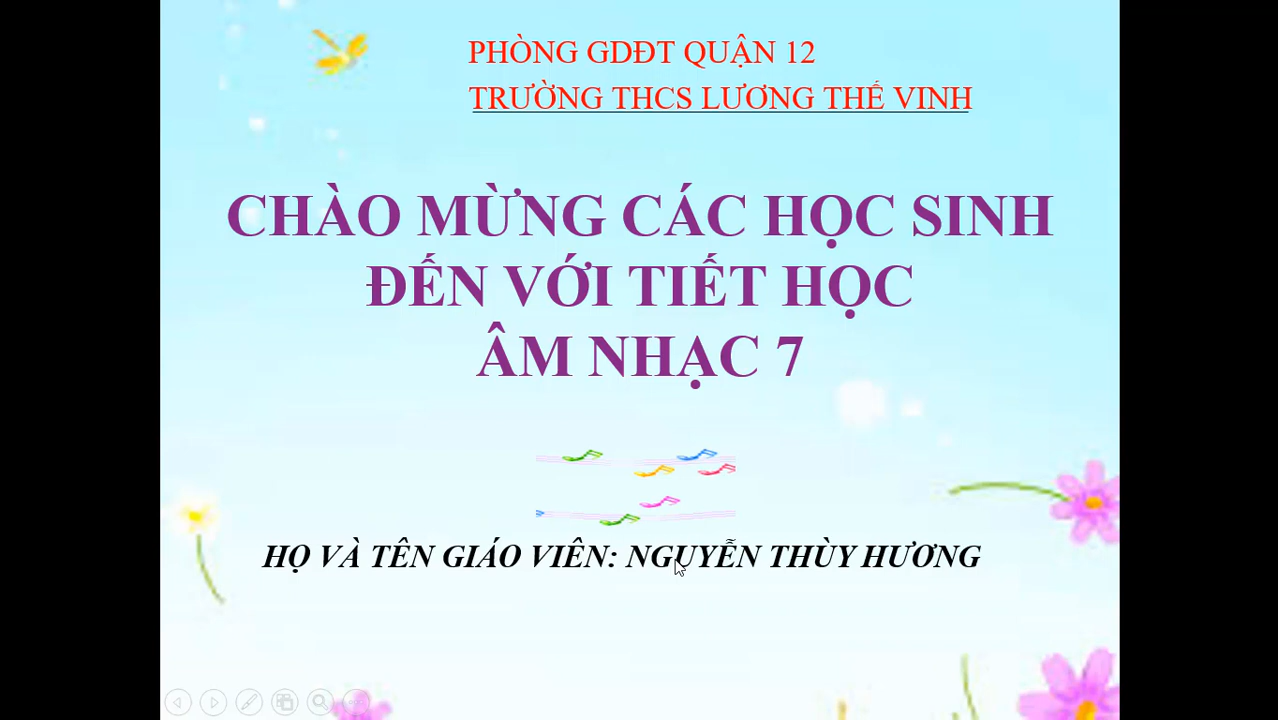 PHÒNG GDĐT QUẬN 12
TRƯỜNG THCS LƯƠNG THẾ VINH
CHÀO MỪNG CÁC HỌC SINH
ĐẾN VỚI TIẾT HỌC
ÂM NHẠC 7
HỌ VÀ TÊN GIÁO VIÊN: NGUYỄN THÙY HƯƠNG